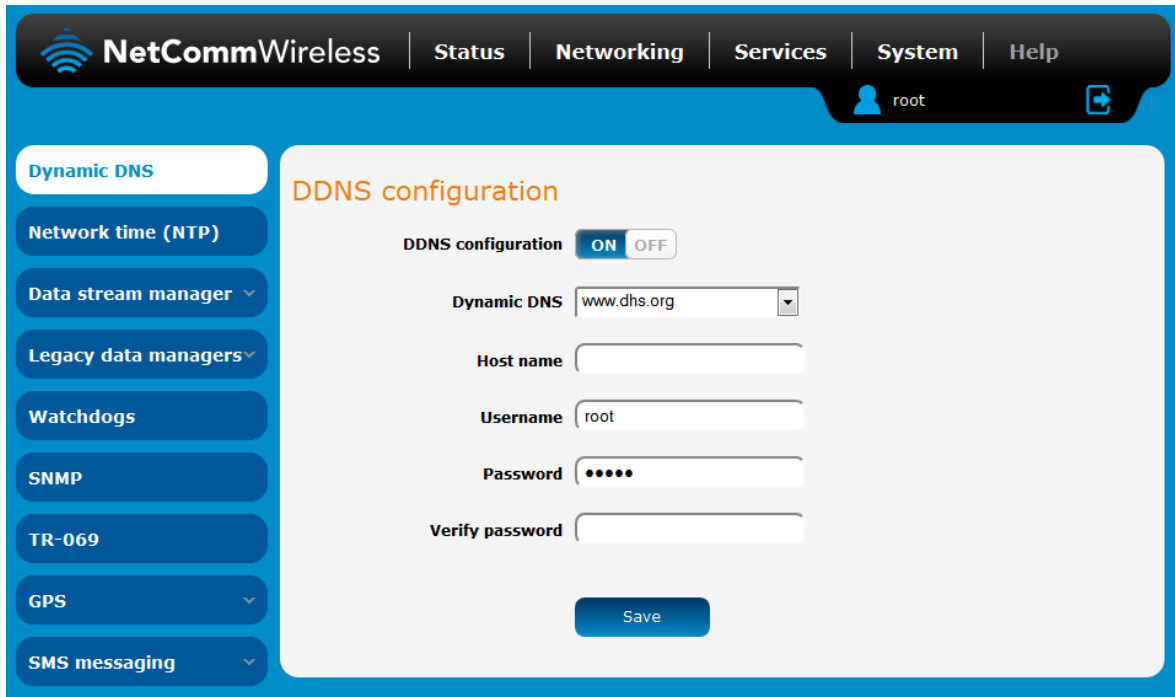 NetCommWireless Status Networking Services System Help
root
Dynamic DNS
Network time (NTP)
Data stream manager
Legacy data managers
Watchdogs
SNMP
TR-069
GPS
SMS messaging
DDNS configuration
DDNS configuration ON OFF
Dynamic DNS www.dhs.org
Host name
Username root
Password •••••
Verify password
Save